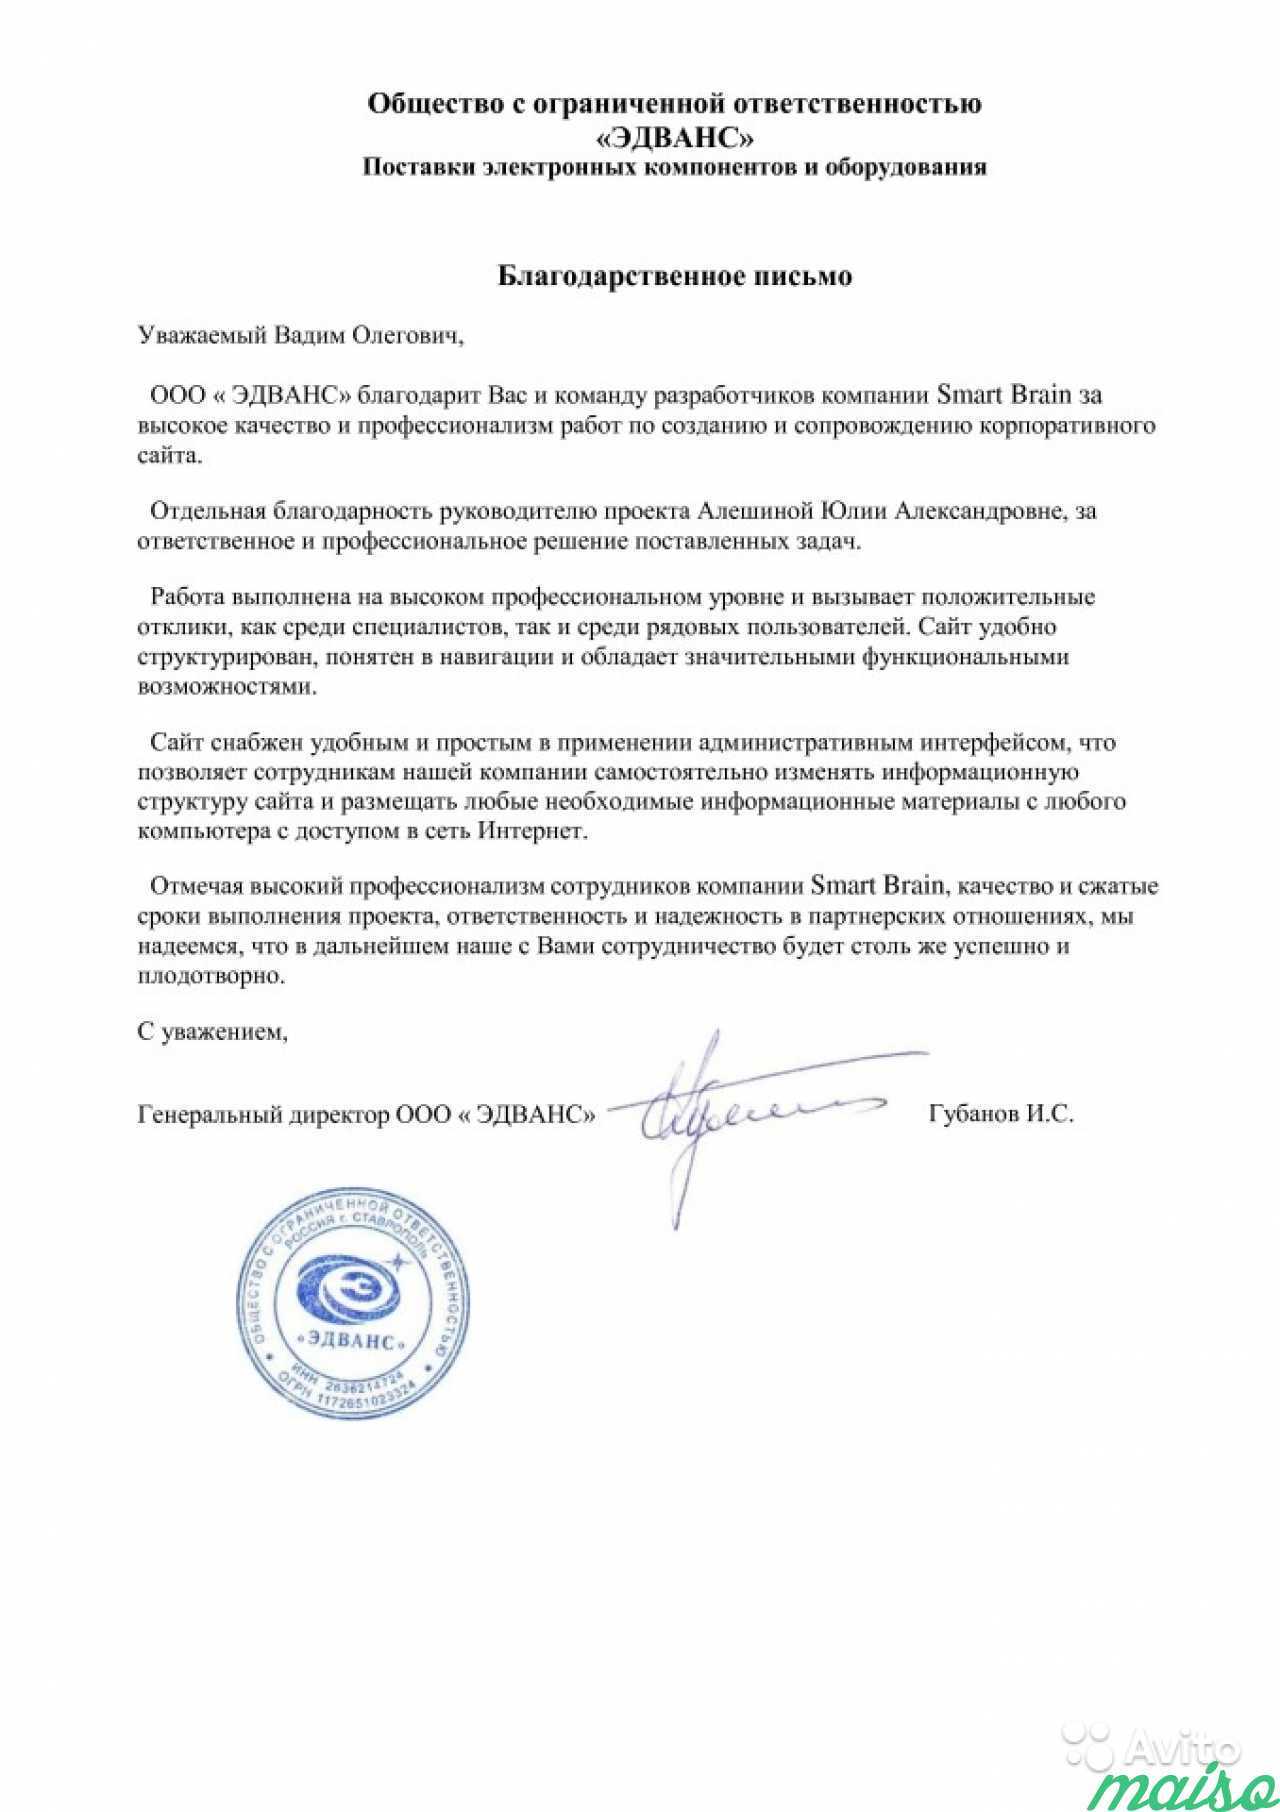 Общество с ограниченной ответственностью
«ЭДВАНС»
Поставки электронных компонентов и оборудования
Благодарственное письмо
Уважаемый Вадим Олегович,
ООО « ЭДВАНС» благодарит Вас и команду разработчиков компании Smart Brain за
высокое качество и профессионализм работ по созданию и сопровождению корпоративного
сайта.
Отдельная благодарность руководителю проекта Алешиной Юлии Александровне, за
ответственное и профессиональное решение поставленных задач.
Работа выполнена на высоком профессиональном уровне и вызывает положительные
отклики, как среди специалистов, так и среди рядовых пользователей. Сайт удобно
структурирован, понятен в навигации и обладает значительными функциональными
возможностями.
Сайт снабжен удобным и простым в применении административным интерфейсом, что
позволяет сотрудникам нашей компании самостоятельно изменять информационную
структуру сайта и размещать любые необходимые информационные материалы с любого
компьютера с доступом в сеть Интернет.
Отмечая высокий профессионализм сотрудников компании Smart Brain, качество и сжатые
сроки выполнения проекта, ответственность и надежность в партнерских отношениях, мы
надеемся, что в дальнейшем наше с Вами сотрудничество будет столь же успешно и
плодотворно.
С уважением,
Генеральный директор ООО « ЭДВАНС»
Губанов И.С.
ОБЩЕСТВО С ОГРАНИЧЕННОЙ ОТВЕТСТВЕННОСТЬЮ
РОССИЯ г. СТАВРОПОЛЬ
Э
«ЭДВАНС»
ИНН 2636214724
ОГРН 1172651023324
Avito
maiso